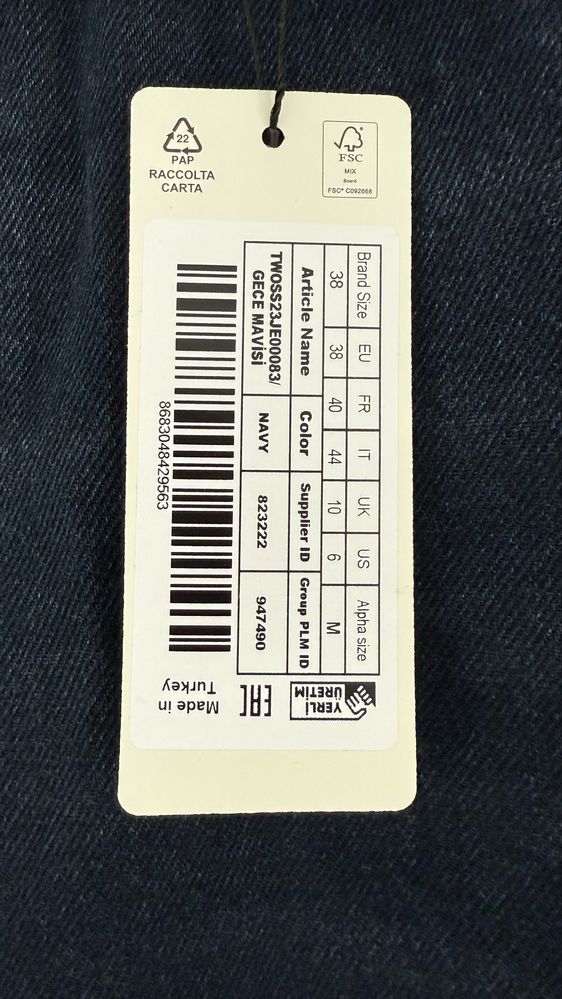 22
PAP
RACCOLTA
CARTA
FSC®
MIX
Board
FSC® C092668
Brand Size EU FR IT UK US Alpha size
38 38 40 44 10 6 M
Article Name Color Supplier ID Group PLM ID
TWOSS23JE00083/
GECE MAVİSİ
NAVY 823222 947490
8683048429563
YERLİ
ÜRETİM
EAC
Made in
Turkey